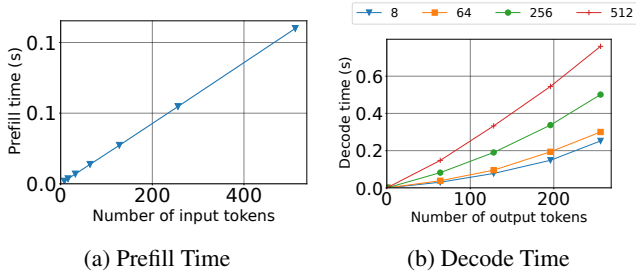 8 64 256 512
Prefill time (s)
0.1
0.1
0.0
0 200 400
Number of input tokens
(a) Prefill Time
Decode time (s)
0.6
0.4
0.2
0.0
0 100 200
Number of output tokens
(b) Decode Time